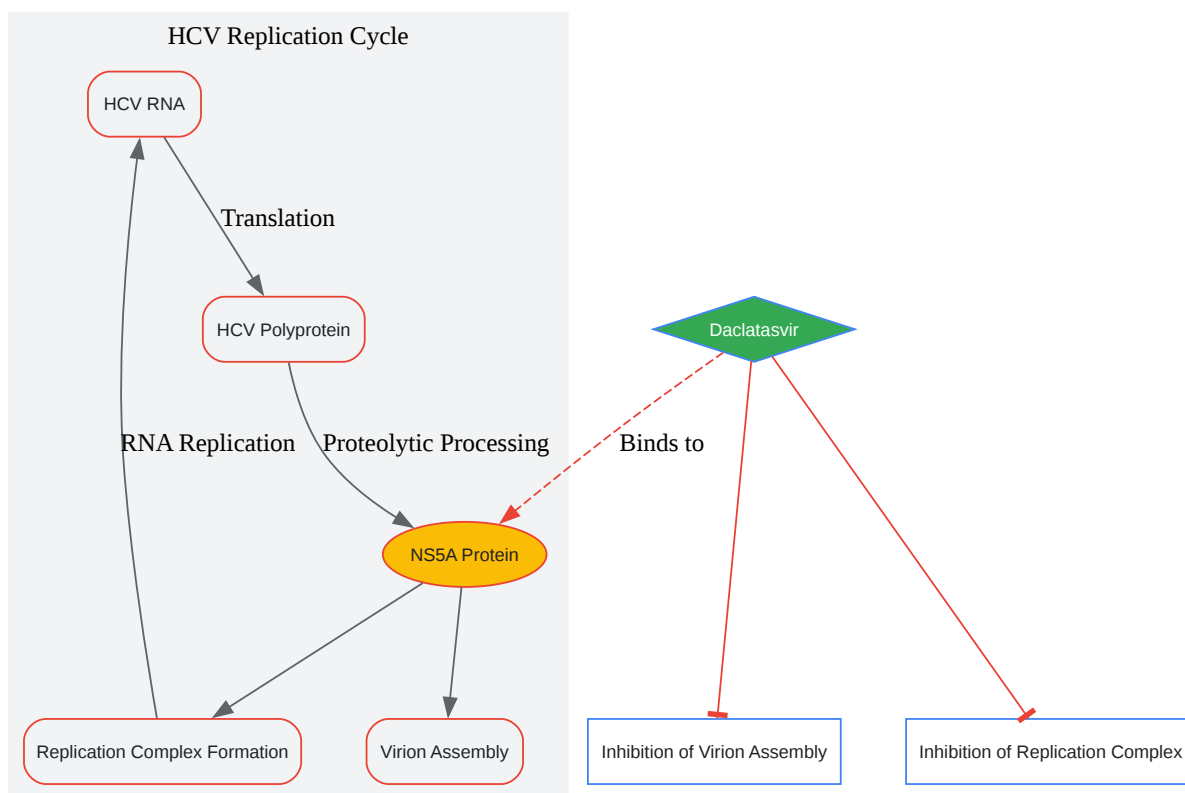 HCV Replication Cycle
HCV RNA
Translation
HCV Polyprotein
Daclatasvir
RNA Replication
Proteolytic Processing
Binds to
NS5A Protein
Replication Complex Formation
Virion Assembly
Inhibition of Virion Assembly
Inhibition of Replication Complex